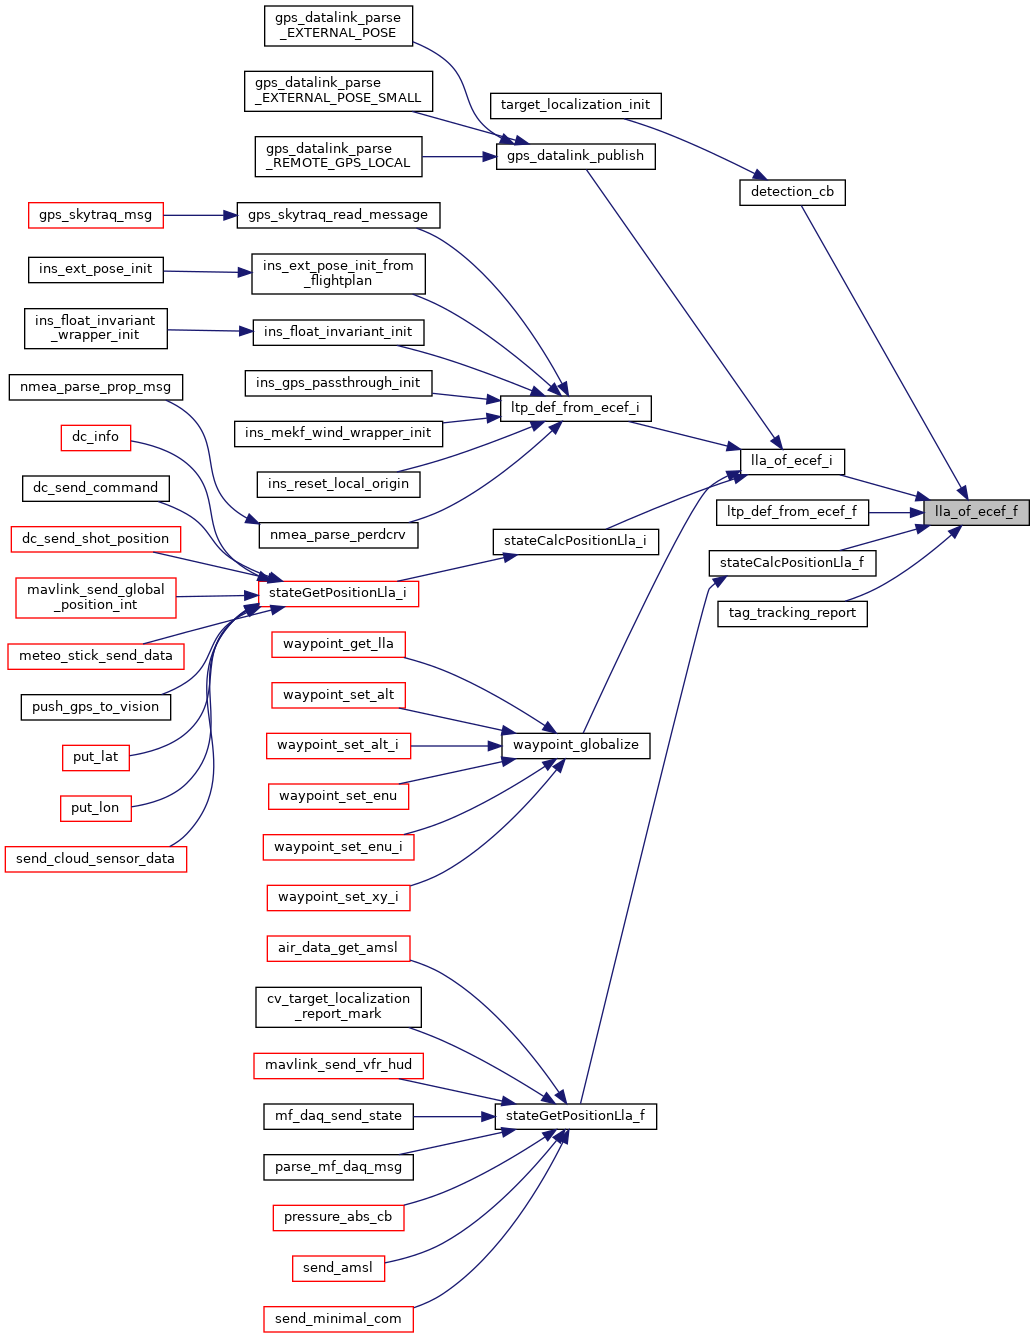 gps_datalink_parse
_EXTERNAL_POSE
gps_datalink_parse
_EXTERNAL_POSE_SMALL
target_localization_init
gps_datalink_parse
_REMOTE_GPS_LOCAL
gps_datalink_publish
detection_cb
gps_skytraq_msg
gps_skytraq_read_message
ins_ext_pose_init
ins_ext_pose_init_from
_flightplan
ins_float_invariant
_wrapper_init
ins_float_invariant_init
nmea_parse_prop_msg
ins_gps_passthrough_init
ltp_def_from_ecef_i
dc_info
ins_mekf_wind_wrapper_init
lla_of_ecef_i
dc_send_command
ins_reset_local_origin
ltp_def_from_ecef_f
lla_of_ecef_f
dc_send_shot_position
nmea_parse_perdcrv
stateCalcPositionLla_i
stateCalcPositionLla_f
mavlink_send_global
_position_int
stateGetPositionLla_i
tag_tracking_report
meteo_stick_send_data
waypoint_get_lla
push_gps_to_vision
waypoint_set_alt
put_lat
waypoint_set_alt_i
waypoint_globalize
put_lon
waypoint_set_enu
send_cloud_sensor_data
waypoint_set_enu_i
waypoint_set_xy_i
air_data_get_amsl
cv_target_localization
_report_mark
mavlink_send_vfr_hud
mf_daq_send_state
stateGetPositionLla_f
parse_mf_daq_msg
pressure_abs_cb
send_amsl
send_minimal_com